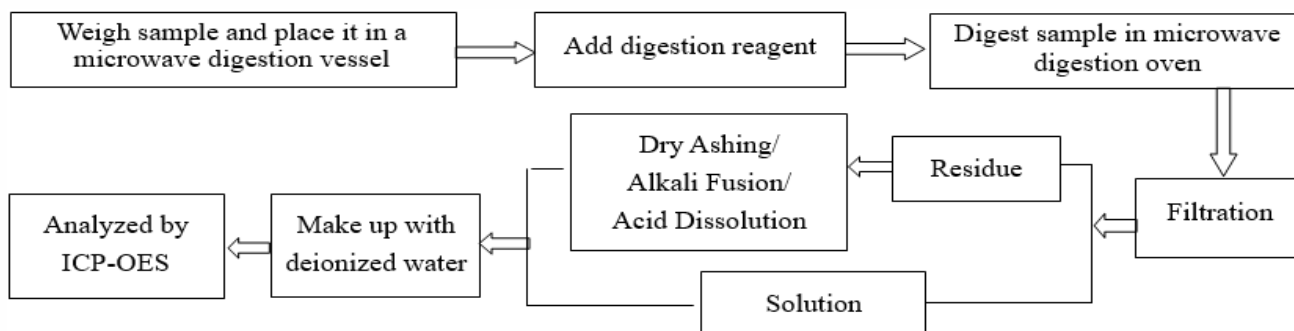 Weigh sample and place it in a
microwave digestion vessel
Add digestion reagent
Digest sample in microwave
digestion oven
Filtration
Residue
Dry Ashing/
Alkali Fusion/
Acid Dissolution
Solution
Make up with
deionized water
Analyzed by
ICP-OES